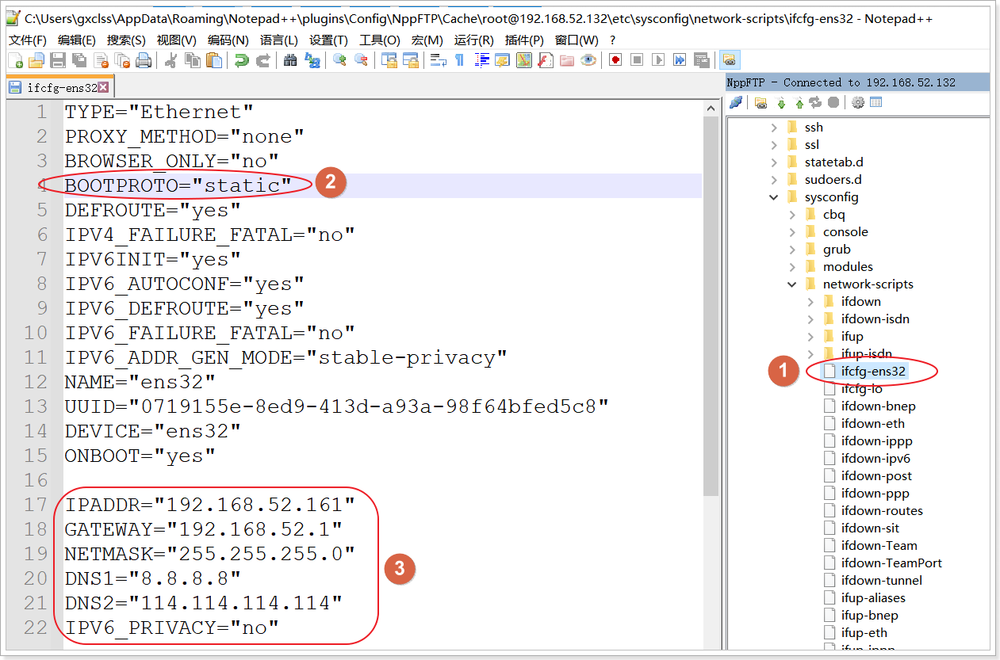 C:\Users\gxclss\AppData\Roaming\Notepad++\plugins\Config\NppFTP\Cache\root@192.168.52.132\etc\sysconfig\network-scripts\ifcfg-ens32 - Notepad++
文件(F) 编辑(E) 搜索(S) 视图(V) 编码(N) 语言(L) 设置(T) 工具(O) 宏(M) 运行(R) 插件(P) 窗口(W) ?
ifcfg-ens32
1 TYPE="Ethernet"
2 PROXY_METHOD="none"
3 BROWSER_ONLY="no"
4 BOOTPROTO="static"
2
5 DEFROUTE="yes"
6 IPV4_FAILURE_FATAL="no"
7 IPV6INIT="yes"
8 IPV6_AUTOCONF="yes"
9 IPV6_DEFROUTE="yes"
10 IPV6_FAILURE_FATAL="no"
11 IPV6_ADDR_GEN_MODE="stable-privacy"
12 NAME="ens32"
13 UUID="0719155e-8ed9-413d-a93a-98f64bfed5c8"
14 DEVICE="ens32"
15 ONBOOT="yes"
16
17 IPADDR="192.168.52.161"
18 GATEWAY="192.168.52.1"
19 NETMASK="255.255.255.0"
20 DNS1="8.8.8.8"
21 DNS2="114.114.114.114"
22 IPV6_PRIVACY="no"
3
NppFTP - Connected to 192.168.52.132
ssh
ssl
statetab.d
sudoers.d
sysconfig
cbq
console
grub
modules
network-scripts
ifdown
ifdown-isdn
ifup
ifup-isdn
1
ifcfg-ens32
ifcfg-lo
ifdown-bnep
ifdown-eth
ifdown-ippp
ifdown-ipv6
ifdown-post
ifdown-ppp
ifdown-routes
ifdown-sit
ifdown-Team
ifdown-TeamPort
ifdown-tunnel
ifup-aliases
ifup-bnep
ifup-eth
ifup-ippp